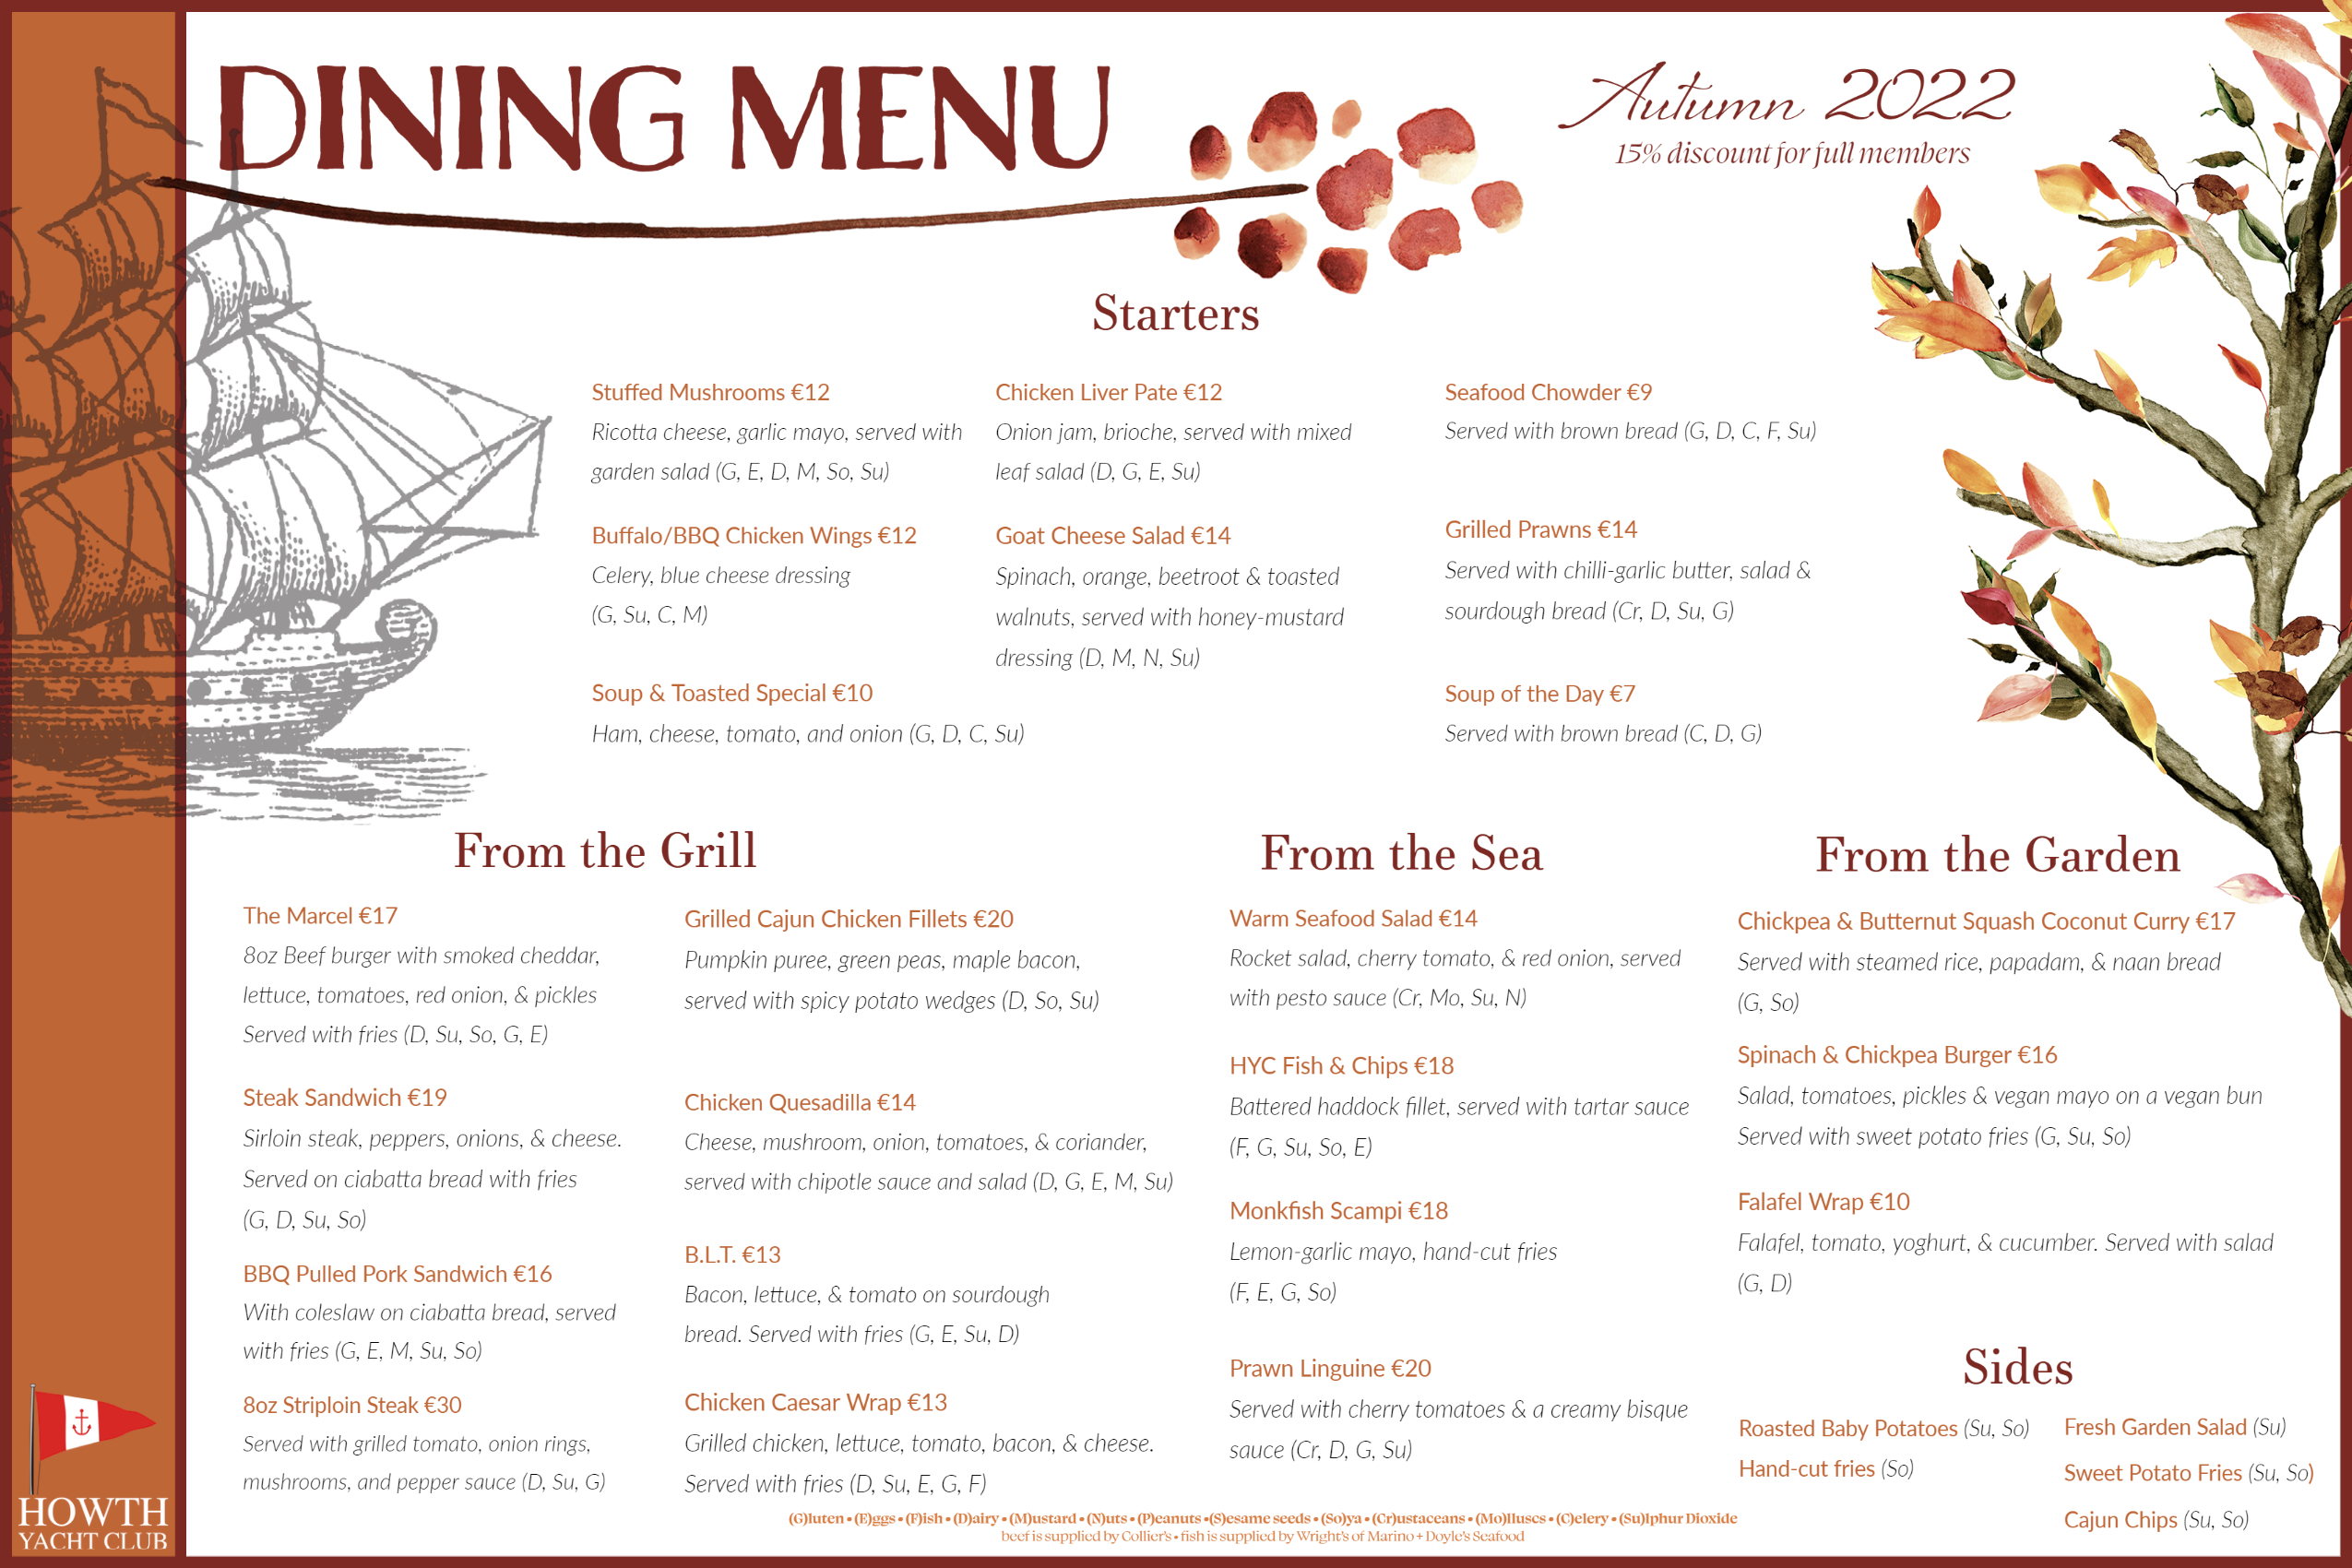 DINING MENU
Autumn 2022
15% discount for full members
Starters
Stuffed Mushrooms €12
Ricotta cheese, garlic mayo, served with
garden salad (G, E, D, M, So, Su)
Buffalo/BBQ Chicken Wings €12
Celery, blue cheese dressing
(G, Su, C, M)
Soup & Toasted Special €10
Ham, cheese, tomato, and onion (G, D, C, Su)
Chicken Liver Pate €12
Onion jam, brioche, served with mixed
leaf salad (D, G, E, Su)
Goat Cheese Salad €14
Spinach, orange, beetroot & toasted
walnuts, served with honey-mustard
dressing (D, M, N, Su)
Seafood Chowder €9
Served with brown bread (G, D, C, F, Su)
Grilled Prawns €14
Served with chilli-garlic butter, salad &
sourdough bread (Cr, D, Su, G)
Soup of the Day €7
Served with brown bread (C, D, G)
From the Grill
The Marcel €17
8oz Beef burger with smoked cheddar,
lettuce, tomatoes, red onion, & pickles
Served with fries (D, Su, So, G, E)
Steak Sandwich €19
Sirloin steak, peppers, onions, & cheese.
Served on ciabatta bread with fries
(G, D, Su, So)
BBQ Pulled Pork Sandwich €16
With coleslaw on ciabatta bread, served
with fries (G, E, M, Su, So)
8oz Striploin Steak €30
Served with grilled tomato, onion rings,
mushrooms, and pepper sauce (D, Su, G)
Grilled Cajun Chicken Fillets €20
Pumpkin puree, green peas, maple bacon,
served with spicy potato wedges (D, So, Su)
Chicken Quesadilla €14
Cheese, mushroom, onion, tomatoes, & coriander,
served with chipotle sauce and salad (D, G, E, M, Su)
B.L.T. €13
Bacon, lettuce, & tomato on sourdough
bread. Served with fries (G, E, Su, D)
Chicken Caesar Wrap €13
Grilled chicken, lettuce, tomato, bacon, & cheese.
Served with fries (D, Su, E, G, F)
From the Sea
Warm Seafood Salad €14
Rocket salad, cherry tomato, & red onion, served
with pesto sauce (Cr, Mo, Su, N)
HYC Fish & Chips €18
Battered haddock fillet, served with tartar sauce
(F, G, Su, So, E)
Monkfish Scampi €18
Lemon-garlic mayo, hand-cut fries
(F, E, G, So)
Prawn Linguine €20
Served with cherry tomatoes & a creamy bisque
sauce (Cr, D, G, Su)
From the Garden
Chickpea & Butternut Squash Coconut Curry €17
Served with steamed rice, papadam, & naan bread
(G, So)
Spinach & Chickpea Burger €16
Salad, tomatoes, pickles & vegan mayo on a vegan bun
Served with sweet potato fries (G, Su, So)
Falafel Wrap €10
Falafel, tomato, yoghurt, & cucumber. Served with salad
(G, D)
Sides
Roasted Baby Potatoes (Su, So)
Hand-cut fries (So)
Fresh Garden Salad (Su)
Sweet Potato Fries (Su, So)
Cajun Chips (Su, So)
(G)luten • (E)ggs • (F)ish • (D)airy • (M)ustard • (N)uts • (P)eanuts •(S)esame seeds • (So)ya • (Cr)ustaceans • (Mo)lluscs • (C)elery • (Su)lphur Dioxide
beef is supplied by Collier's • fish is supplied by Wright's of Marino + Doyle's Seafood
HOWTH
YACHT CLUB